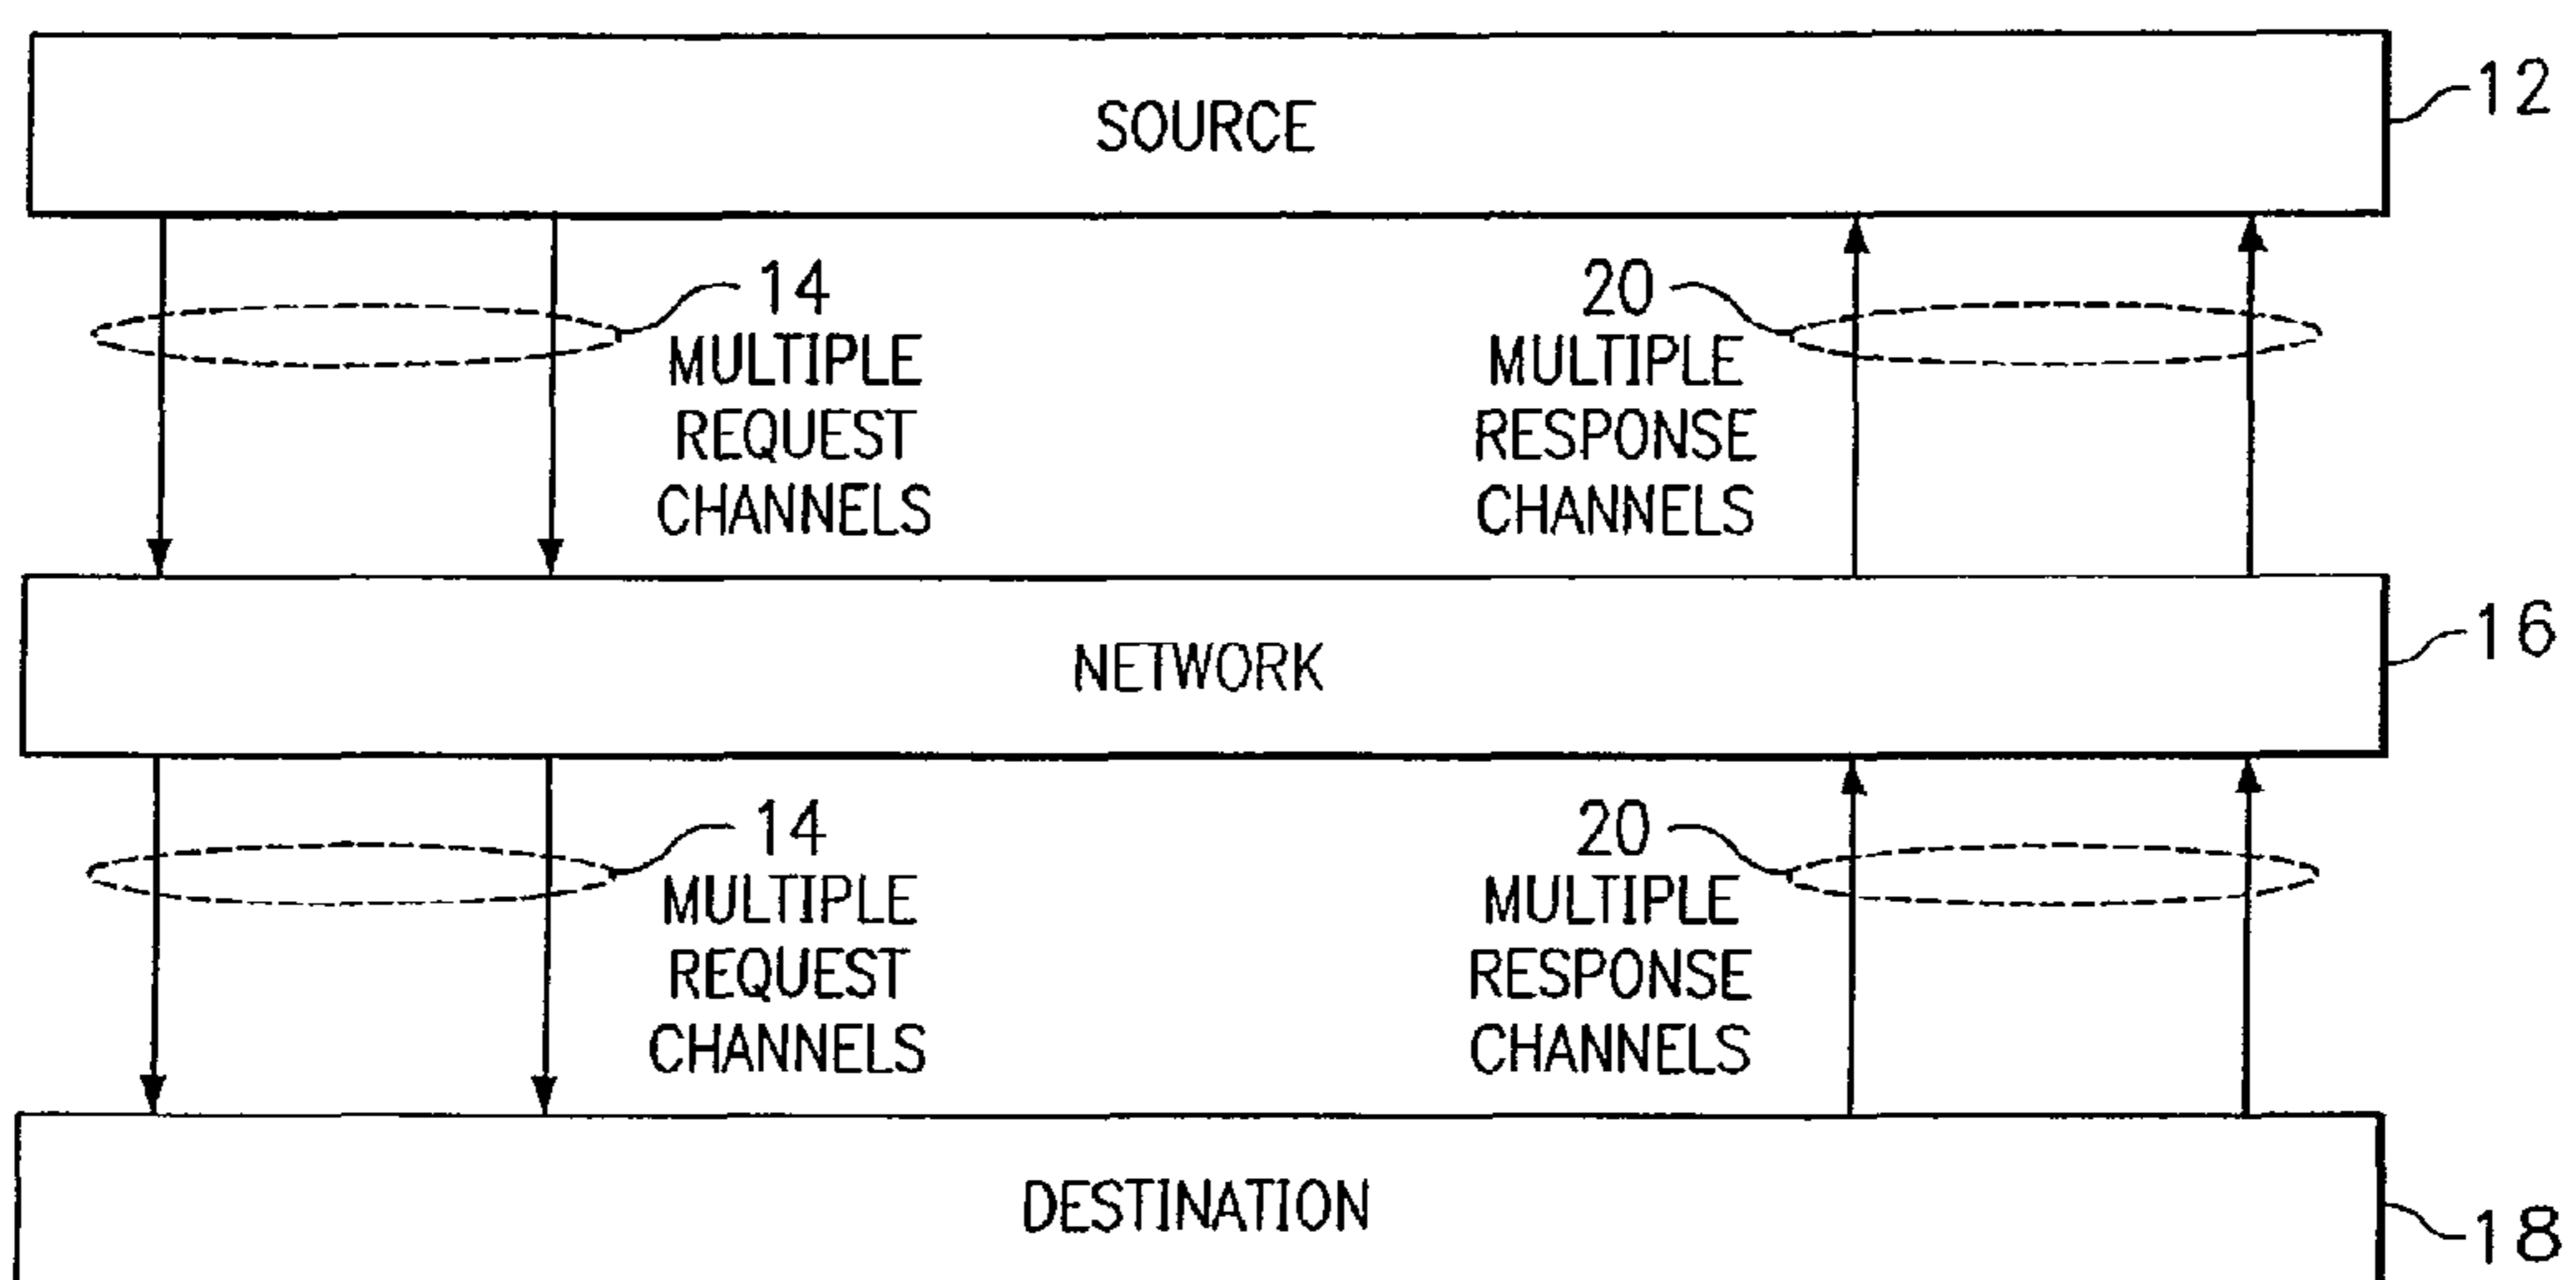 SOURCE
12
14
MULTIPLE
REQUEST
CHANNELS
20
MULTIPLE
RESPONSE
CHANNELS
NETWORK
16
14
MULTIPLE
REQUEST
CHANNELS
20
MULTIPLE
RESPONSE
CHANNELS
DESTINATION
18